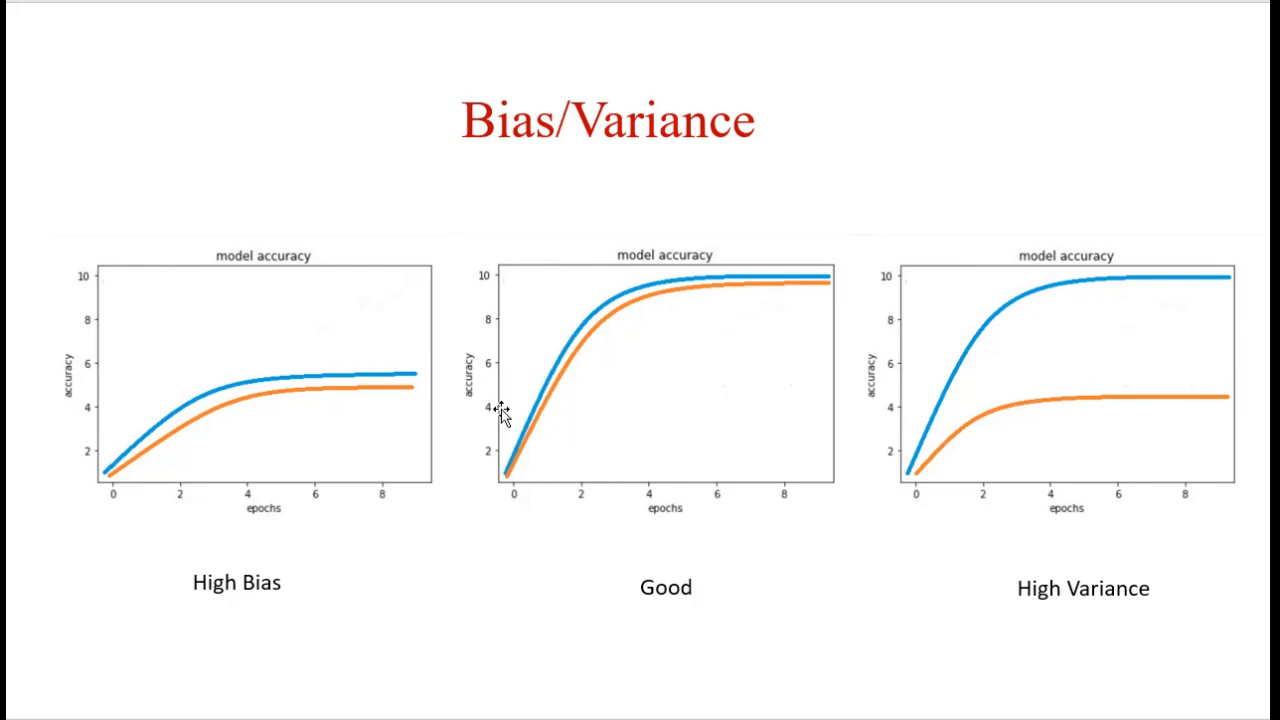 Bias/Variance
model accuracy
10
8
6
4
2
accuracy
0 2 4 6 8
epochs
High Bias
model accuracy
10
8
6
4
2
accuracy
0 2 4 6 8
epochs
Good
model accuracy
10
8
6
4
2
accuracy
0 2 4 6 8
epochs
High Variance